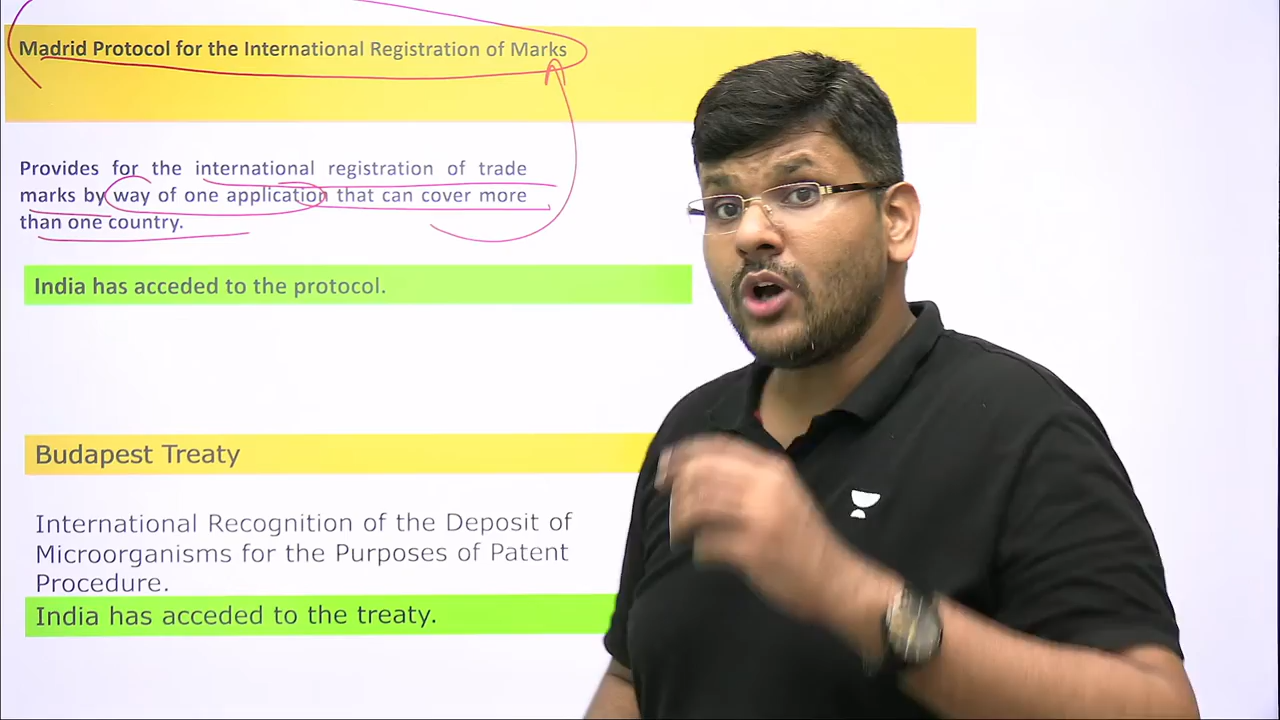 Madrid Protocol for the International Registration of Marks
Provides for the international registration of trade
marks by way of one application that can cover more
than one country.
India has acceded to the protocol.
Budapest Treaty
International Recognition of the Deposit of
Microorganisms for the Purposes of Patent
Procedure.
India has acceded to the treaty.